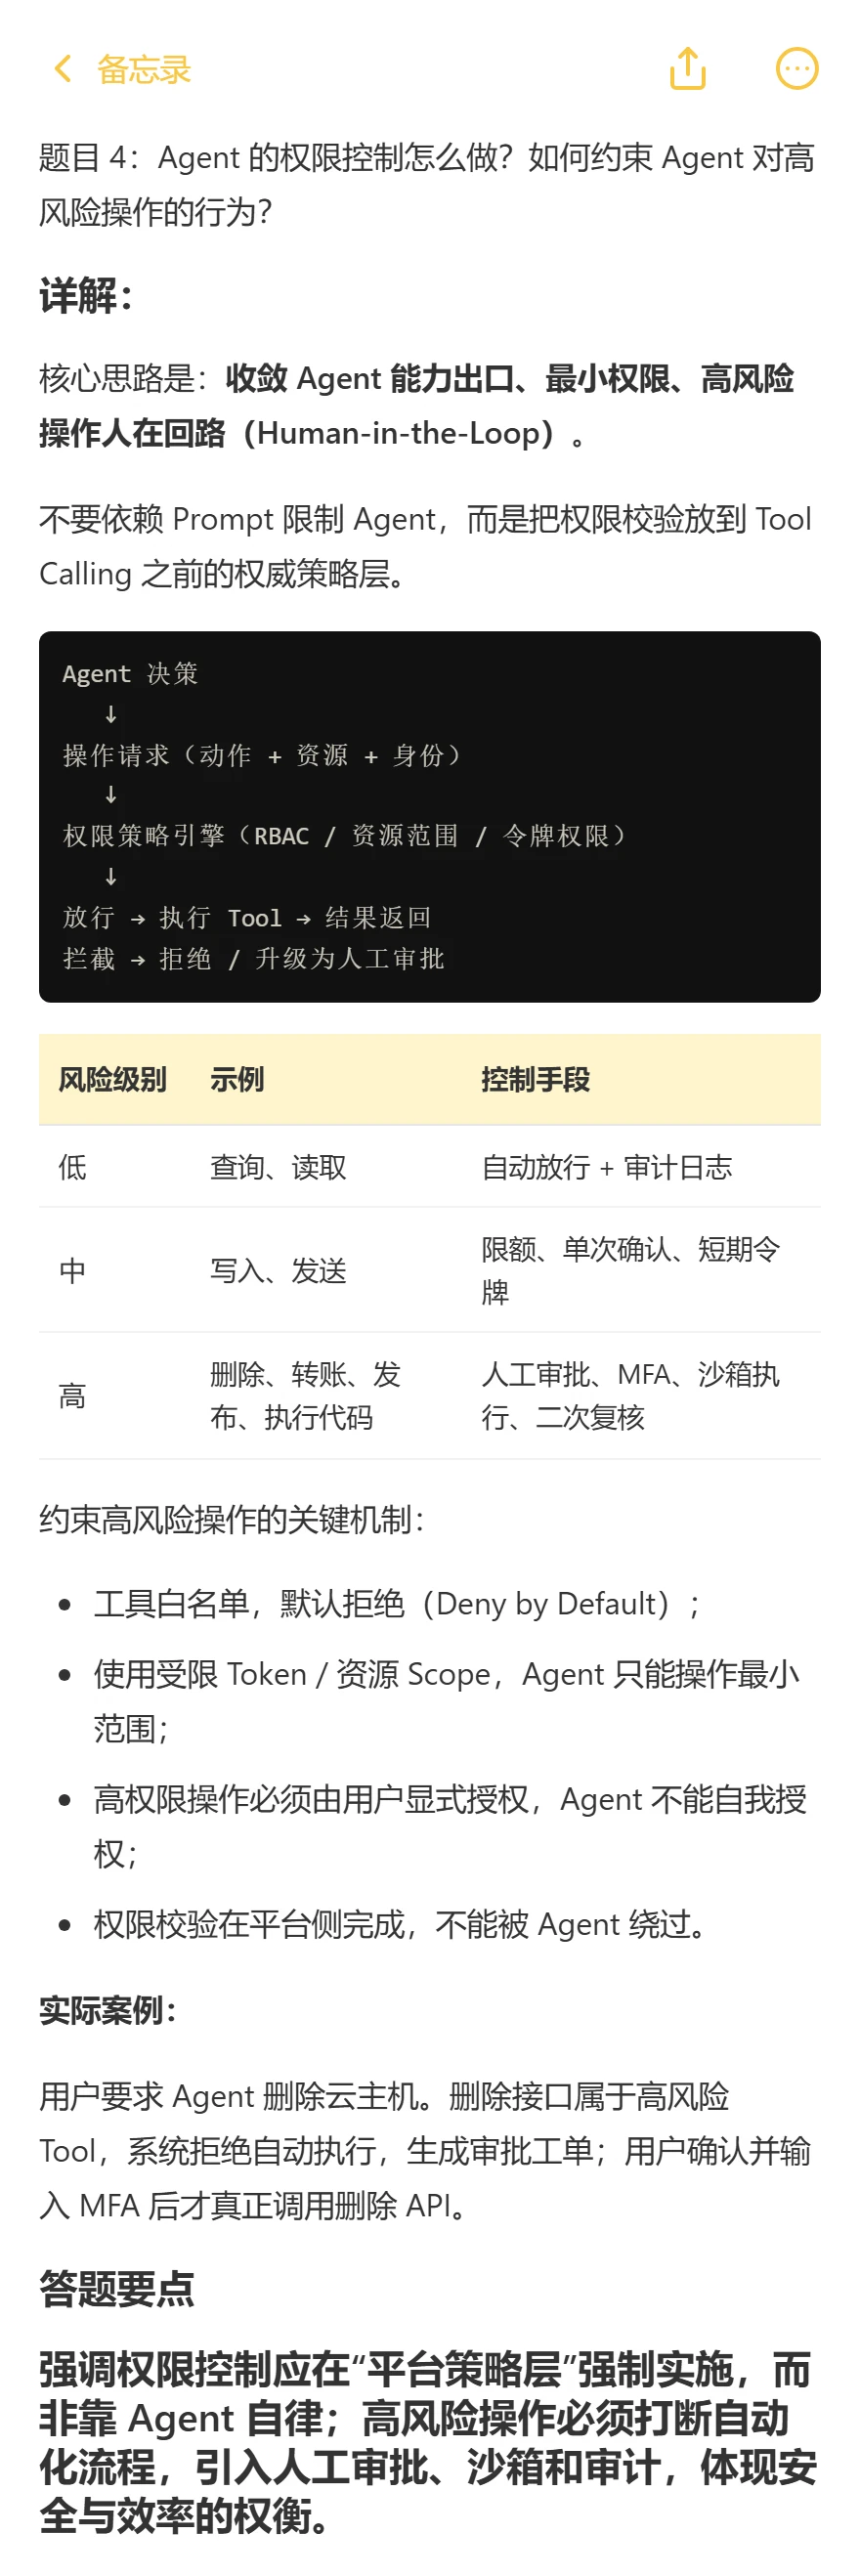 备忘录
题目 4：Agent 的权限控制怎么做？如何约束 Agent 对高
风险操作的行为？
详解：
核心思路是：收敛 Agent 能力出口、最小权限、高风险
操作人在回路（Human-in-the-Loop）。
不要依赖 Prompt 限制 Agent，而是把权限校验放到 Tool
Calling 之前的权威策略层。
Agent 决策
↓
操作请求（动作 + 资源 + 身份）
↓
权限策略引擎（RBAC / 资源范围 / 令牌权限）
↓
放行 → 执行 Tool → 结果返回
拦截 → 拒绝 / 升级为人工审批
风险级别 示例 控制手段
低 查询、读取 自动放行 + 审计日志
中 写入、发送 限额、单次确认、短期令
牌
高 删除、转账、发
布、执行代码 人工审批、MFA、沙箱执
行、二次复核
约束高风险操作的关键机制：
• 工具白名单，默认拒绝（Deny by Default）；
• 使用受限 Token / 资源 Scope，Agent 只能操作最小
范围；
• 高权限操作必须由用户显式授权，Agent 不能自我授
权；
• 权限校验在平台侧完成，不能被 Agent 绕过。
实际案例：
用户要求 Agent 删除云主机。删除接口属于高风险
Tool，系统拒绝自动执行，生成审批工单；用户确认并输
入 MFA 后才真正调用删除 API。
答题要点
强调权限控制应在“平台策略层”强制实施，而
非靠 Agent 自律；高风险操作必须打断自动
化流程，引入人工审批、沙箱和审计，体现安
全与效率的权衡。